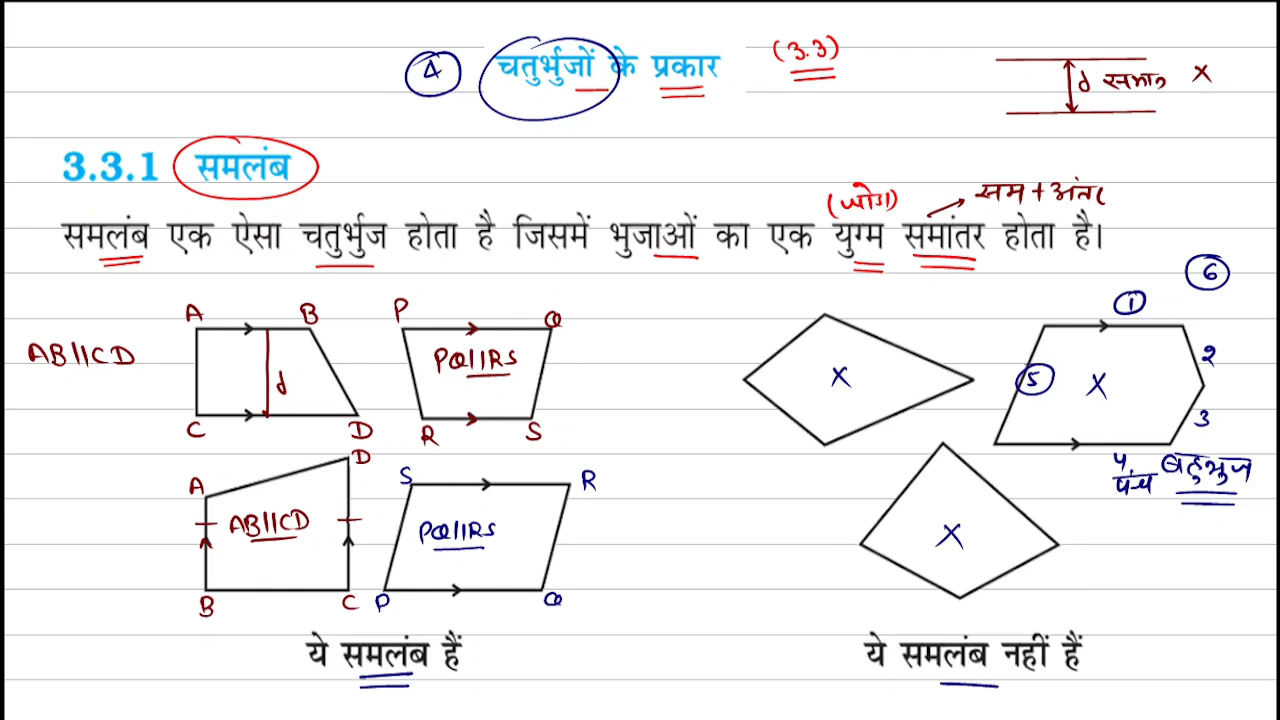 4 चतुर्भुजों के प्रकार (3.3)
d समान X
3.3.1 समलंब
(जोडा) सम + अंतर
समलंब एक ऐसा चतुर्भुज होता है जिसमें भुजाओं का एक युग्म समांतर होता है।
6
A B P Q 1
AB||CD d PQ||RS X 5 X 2
3
C D R S
A D S R 4 बहुभुज
पंच
AB||CD PQ||RS X
B C P Q
ये समलंब हैं ये समलंब नहीं हैं